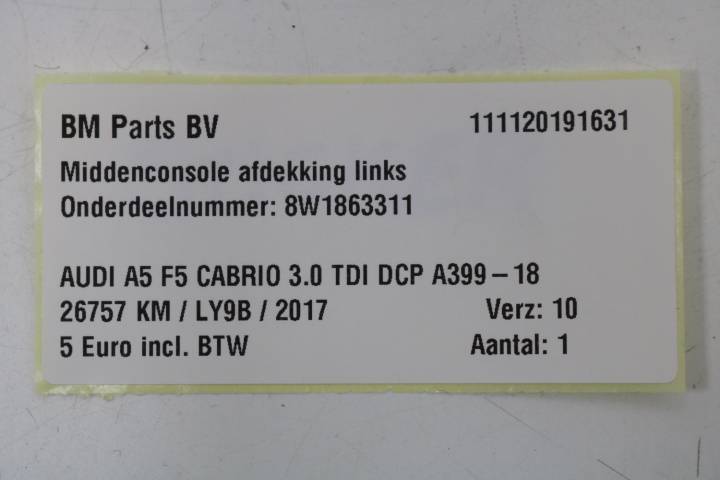 BM Parts BV 111120191631
Middenconsole afdekking links
Onderdeelnummer: 8W1863311
AUDI A5 F5 CABRIO 3.0 TDI DCP A399-18
26757 KM / LY9B / 2017 Verz: 10
5 Euro incl. BTW Aantal: 1